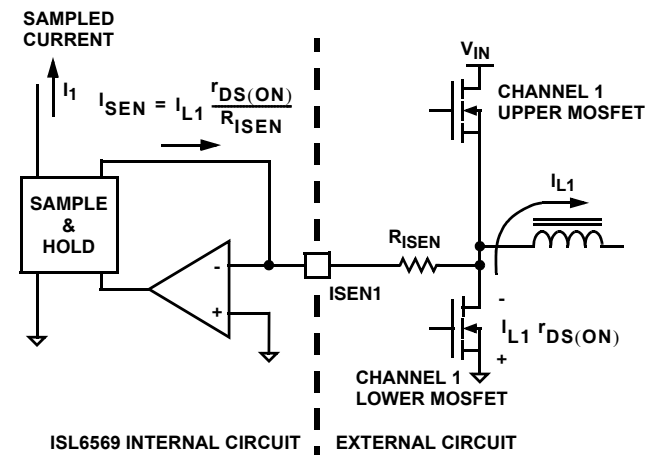 SAMPLED
CURRENT
I1
ISEN = IL1 rDS(ON)
RISEN
SAMPLE
&
HOLD
-
+
ISEN1
RISEN
VIN
CHANNEL 1
UPPER MOSFET
IL1
-
IL1 rDS(ON)
+
CHANNEL 1
LOWER MOSFET
ISL6569 INTERNAL CIRCUIT
EXTERNAL CIRCUIT